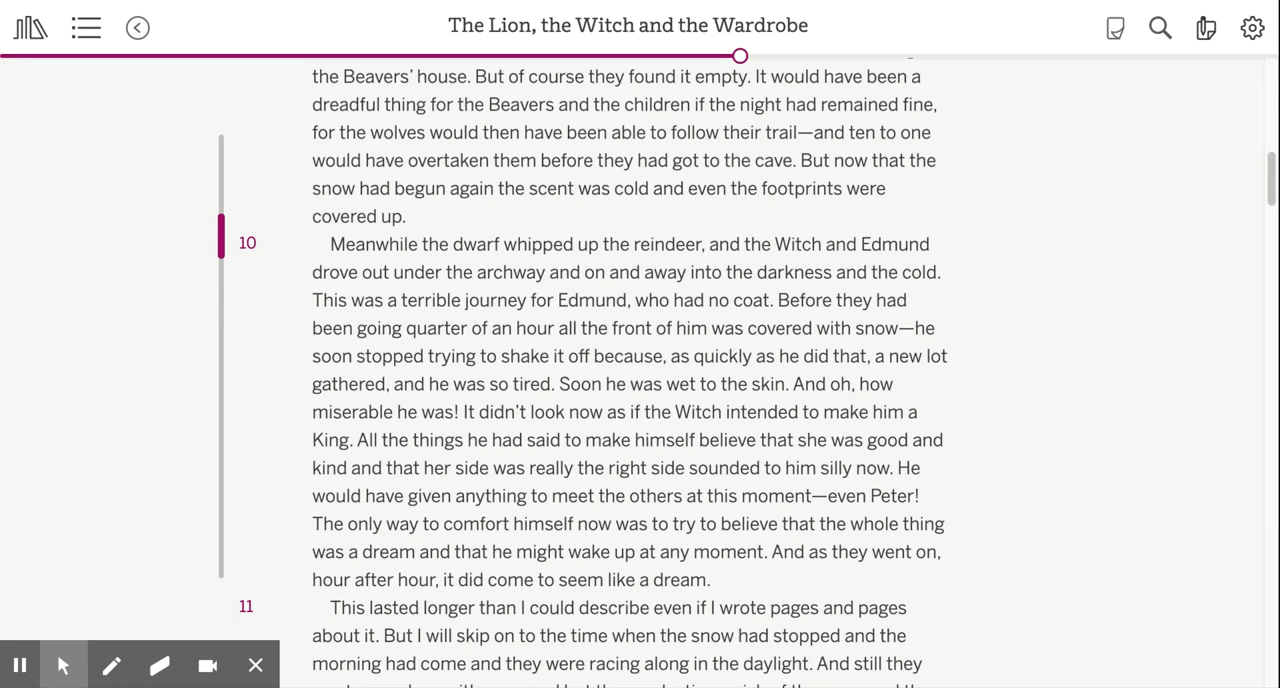 The Lion, the Witch and the Wardrobe
the Beavers’ house. But of course they found it empty. It would have been a
dreadful thing for the Beavers and the children if the night had remained fine,
for the wolves would then have been able to follow their trail—and ten to one
would have overtaken them before they had got to the cave. But now that the
snow had begun again the scent was cold and even the footprints were
covered up.
10
Meanwhile the dwarf whipped up the reindeer, and the Witch and Edmund
drove out under the archway and on and away into the darkness and the cold.
This was a terrible journey for Edmund, who had no coat. Before they had
been going quarter of an hour all the front of him was covered with snow—he
soon stopped trying to shake it off because, as quickly as he did that, a new lot
gathered, and he was so tired. Soon he was wet to the skin. And oh, how
miserable he was! It didn’t look now as if the Witch intended to make him a
King. All the things he had said to make himself believe that she was good and
kind and that her side was really the right side sounded to him silly now. He
would have given anything to meet the others at this moment—even Peter!
The only way to comfort himself now was to try to believe that the whole thing
was a dream and that he might wake up at any moment. And as they went on,
hour after hour, it did come to seem like a dream.
11
This lasted longer than I could describe even if I wrote pages and pages
about it. But I will skip on to the time when the snow had stopped and the
morning had come and they were racing along in the daylight. And still they